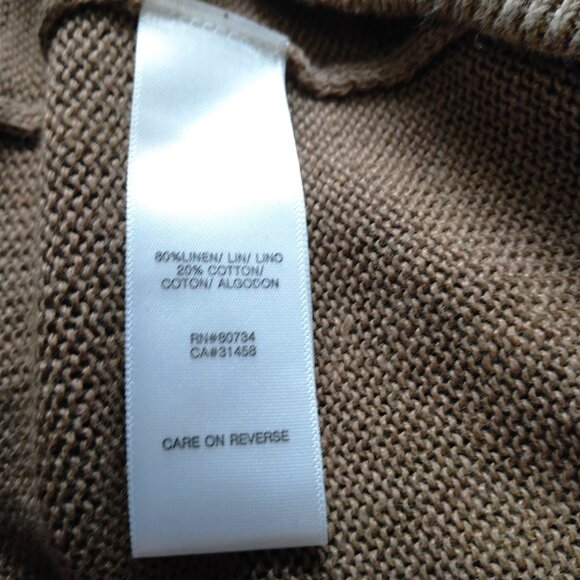 80%LINEN/ LIN/ LINO
20% COTTON/
COTON/ ALGODON
RN#80734
CA#31458
CARE ON REVERSE